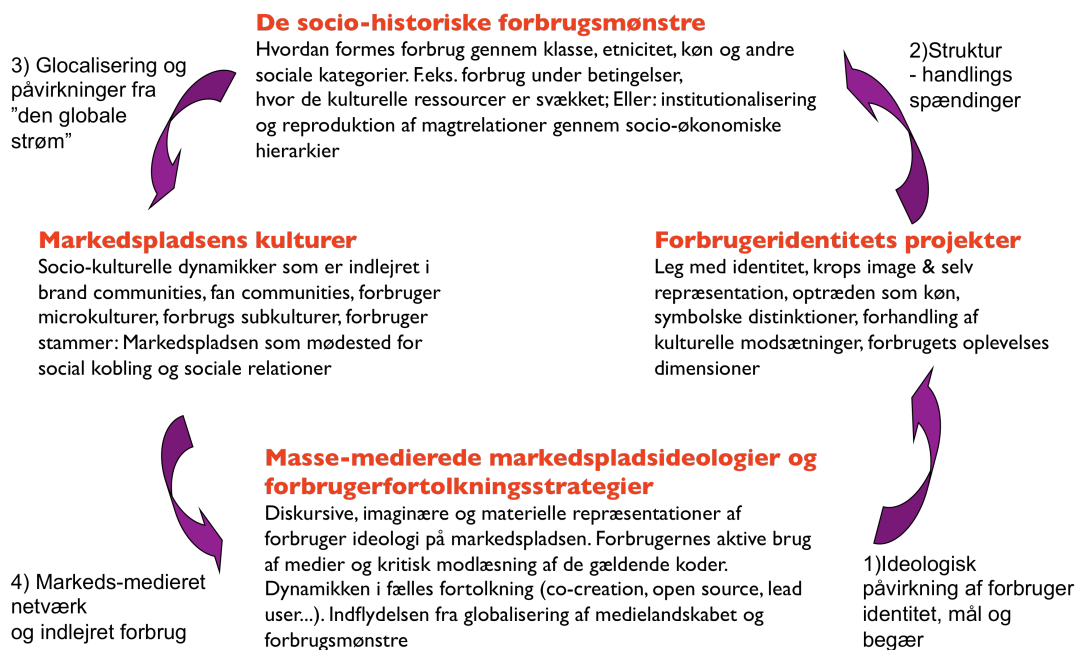 De socio-historiske forbrugsmønstre
Hvordan formes forbrug gennem klasse, etnicitet, køn og andre
sociale kategorier. F.eks. forbrug under betingelser,
hvor de kulturelle ressourcer er svækket; Eller: institutionalisering
og reproduktion af magtrelationer gennem socio-økonomiske
hierarkier
3) Glocalisering og
påvirkninger fra
”den globale
strøm”
2)Struktur
- handlings
spændinger
Markedspladsens kulturer
Socio-kulturelle dynamikker som er indlejret i
brand communities, fan communities, forbruger
microkulturer, forbrugs subkulturer, forbruger
stammer: Markedspladsen som mødested for
social kobling og sociale relationer
Forbrugeridentitets projekter
Leg med identitet, krops image & selv
repræsentation, optræden som køn,
symbolske distinktioner, forhandling af
kulturelle modsætninger, forbrugets oplevelses
dimensioner
Masse-medierede markedspladsideologier og
forbrugerfortolkningsstrategier
Diskursive, imaginære og materielle repræsentationer af
forbruger ideologi på markedspladsen. Forbrugernes aktive brug
af medier og kritisk modlæsning af de gældende koder.
Dynamikken i fælles fortolkning (co-creation, open source, lead
user...). Indflydelsen fra globalisering af medielandskabet og
forbrugsmønstre
4) Markeds-medieret
netværk
og indlejret forbrug
1)Ideologisk
påvirkning af forbruger
identitet, mål og
begær